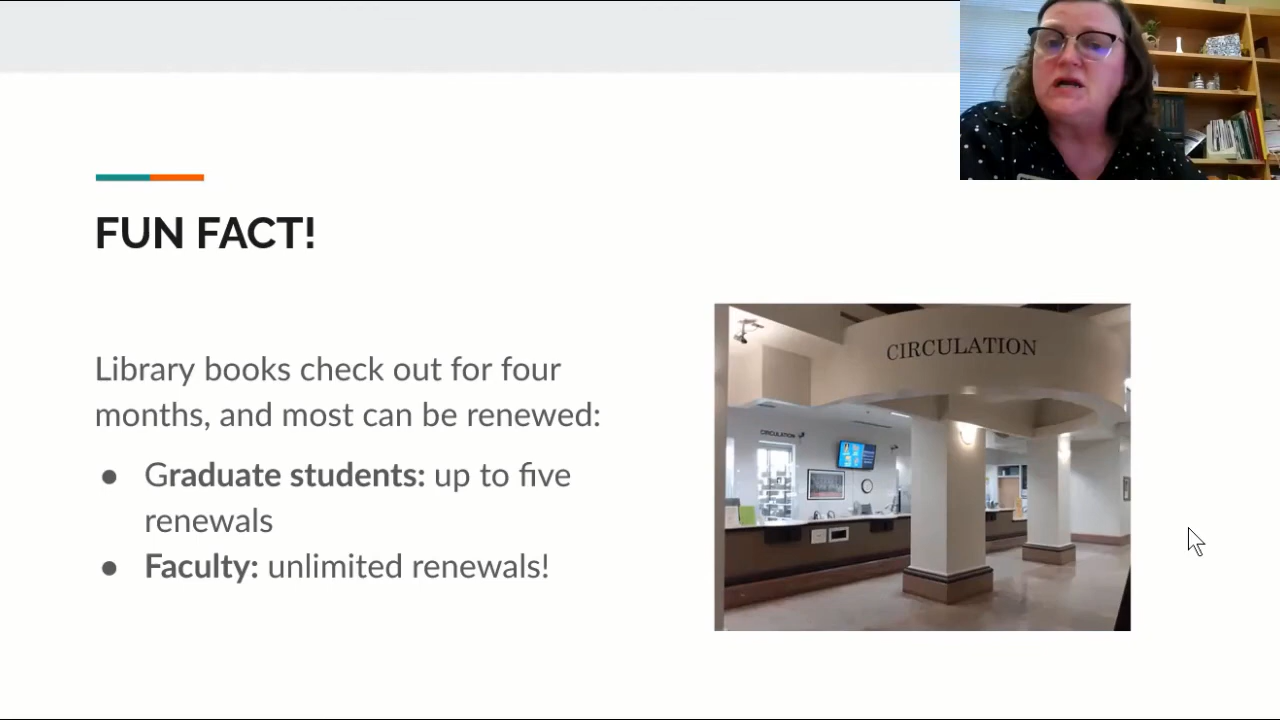 FUN FACT!
Library books check out for four
months, and most can be renewed:
● Graduate students: up to five
renewals
● Faculty: unlimited renewals!
CIRCULATION
CIRCULATION